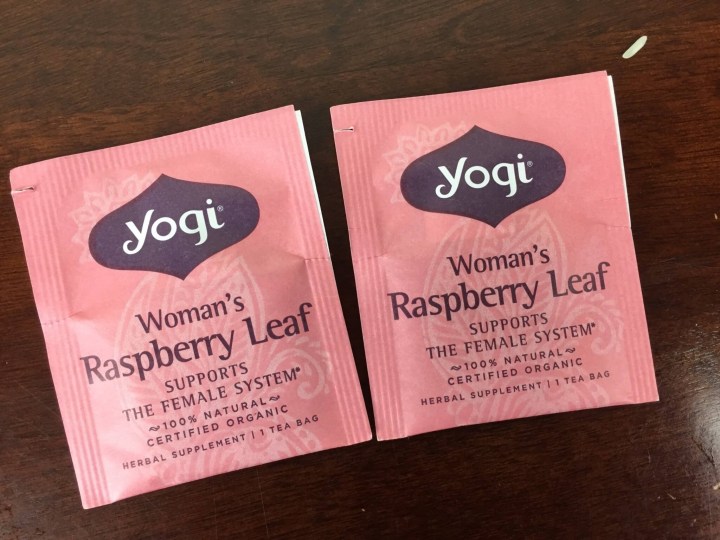 yogi®
Woman's
Raspberry Leaf
SUPPORTS
THE FEMALE SYSTEM*
~100% NATURAL~
CERTIFIED ORGANIC
HERBAL SUPPLEMENT | 1 TEA BAG
yogi®
Woman's
Raspberry Leaf
SUPPORTS
THE FEMALE SYSTEM*
~100% NATURAL~
CERTIFIED ORGANIC
HERBAL SUPPLEMENT | 1 TEA BAG